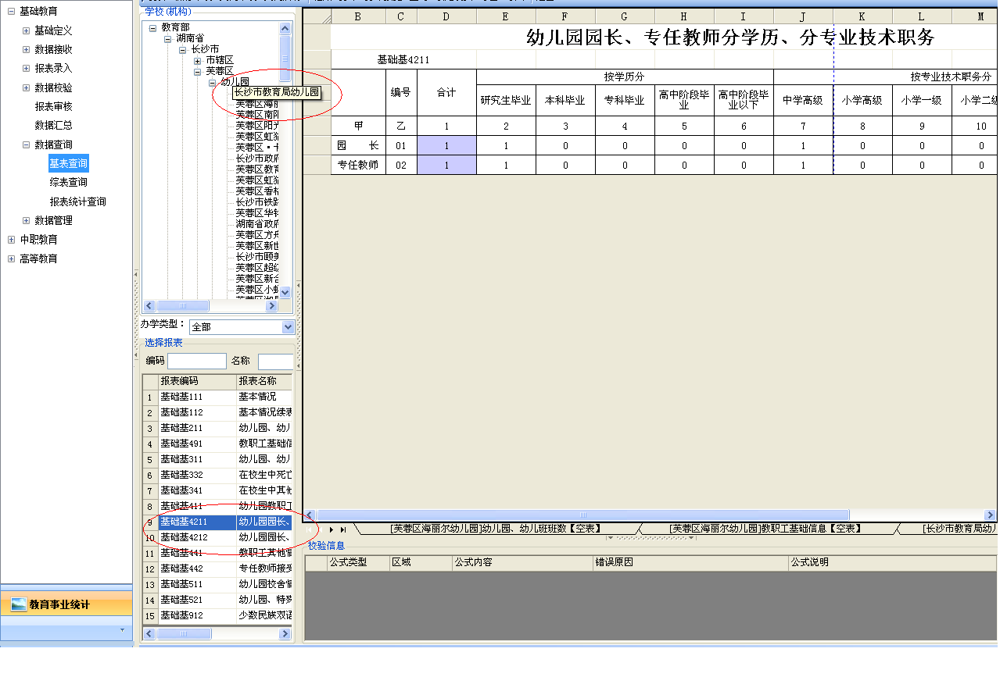 基础教育
基础定义
数据接收
报表录入
数据校验
报表审核
数据汇总
数据查询
基表查询
综表查询
报表统计查询
数据管理
中职教育
高等教育
教育事业统计
学校(机构)
教育部
湖南省
长沙市
市辖区
芙蓉区
幼儿园
长沙市教育局幼儿园
芙蓉区海丽
芙蓉区南阳
芙蓉区阳光
芙蓉区虹猫
芙蓉区·卡
长沙市政府
芙蓉区教育
芙蓉区虹猫
芙蓉区香格
长沙市铁路
芙蓉区华铁
湖南省政府
芙蓉区方舟
芙蓉区新世
长沙市颐美
芙蓉区超级
芙蓉区新合
芙蓉区小虫
办学类型：
全部
选择报表
编码 名称
报表编码 报表名称
1 基础基111 基本情况
2 基础基112 基本情况续表
3 基础基211 幼儿园、幼儿
4 基础基491 教职工基础信
5 基础基311 幼儿园、幼儿
6 基础基332 在校生中死亡
7 基础基341 在校生中其他
8 基础基411 幼儿园教职工
9 基础基4211 幼儿园园长、
10 基础基4212 幼儿园园长、
11 基础基441 教职工其他情
12 基础基442 专任教师接受
13 基础基511 幼儿园校舍情
14 基础基521 幼儿园、特殊
15 基础基912 少数民族双语
B C D E F G H I J K L M
幼儿园园长、专任教师分学历、分专业技术职务
基础基4211
编号 合计 按学历分 按专业技术职务分
研究生毕业 本科毕业 专科毕业 高中阶段毕业 高中阶段毕业以下 中学高级 小学高级 小学一级 小学二级
甲 乙 1 2 3 4 5 6 7 8 9 10
园 长 01 1 1 0 0 0 0 1 0 0 0
专任教师 02 1 1 0 0 0 0 1 0 0 0
[芙蓉区海丽尔幼儿园]幼儿园、幼儿班班数【空表】 [芙蓉区海丽尔幼儿园]教职工基础信息【空表】 [长沙市教育局幼儿
校验信息
公式类型 区域 公式内容 错误原因 公式说明